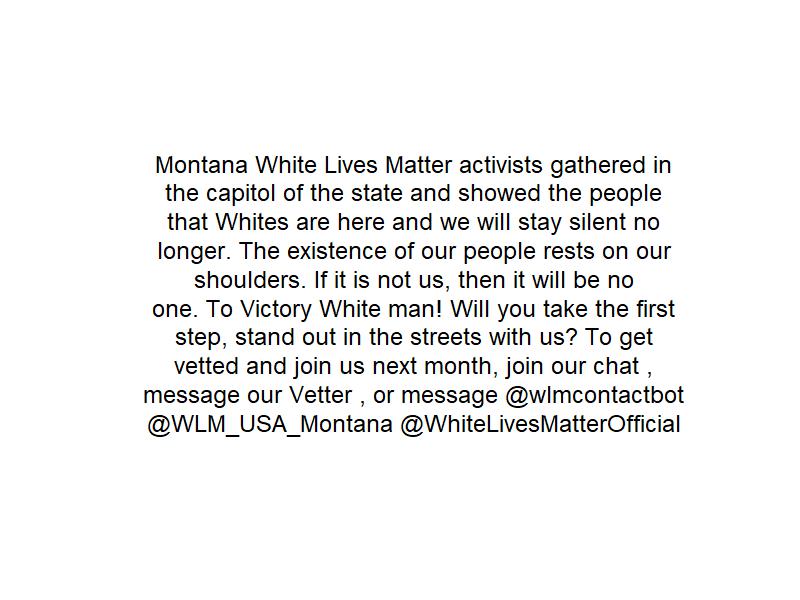 Montana White Lives Matter activists gathered in
the capitol of the state and showed the people
that Whites are here and we will stay silent no
longer. The existence of our people rests on our
shoulders. If it is not us, then it will be no
one. To Victory White man! Will you take the first
step, stand out in the streets with us? To get
vetted and join us next month, join our chat ,
message our Vetter , or message @wlmcontactbot
@WLM_USA_Montana @WhiteLivesMatterOfficial